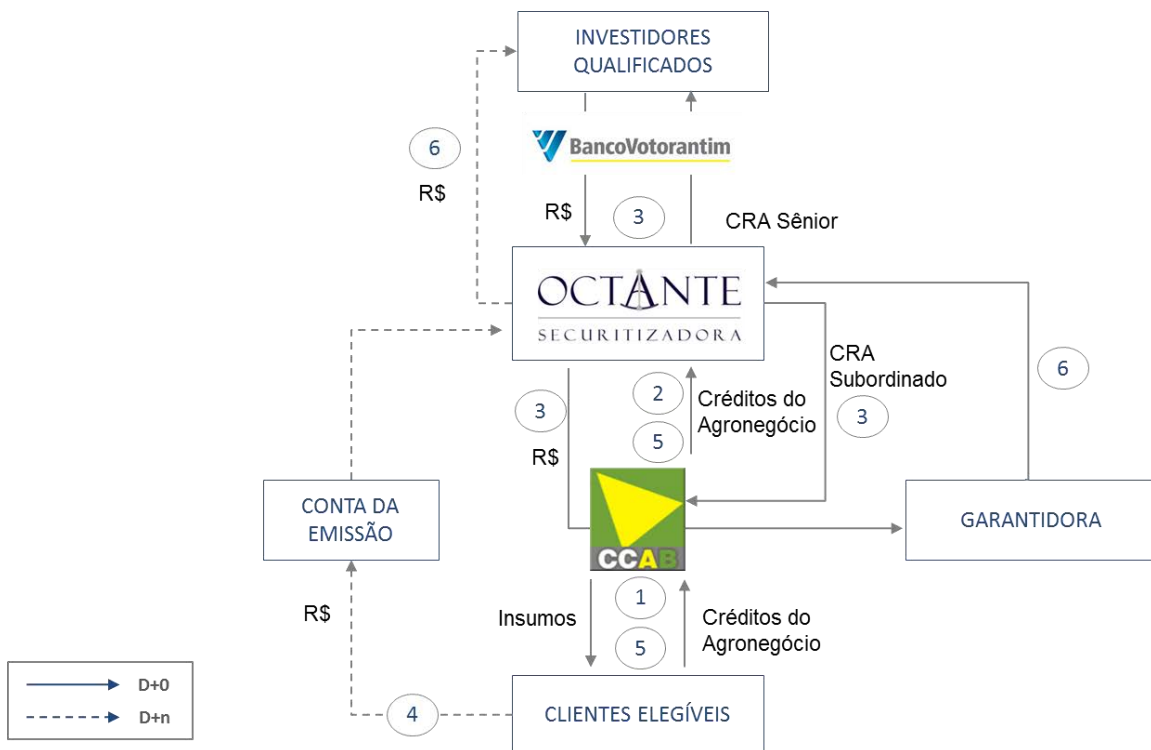 INVESTIDORES
QUALIFICADOS
BancoVotorantim
6
R$
R$
3
CRA Sênior
OCTANTE
SECURITIZADORA
CRA
Subordinado
3
6
2
Créditos do
Agronegócio
5
3
R$
CONTA DA
EMISSÃO
CCAB
GARANTIDORA
R$
Insumos
1
5
Créditos do
Agronegócio
4
CLIENTES ELEGÍVEIS
D+0
D+n